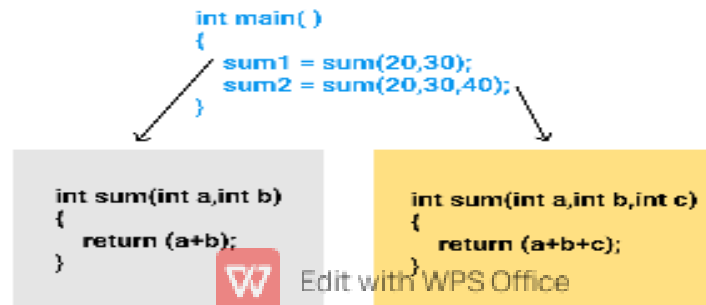 int main( )
{
sum1 = sum(20,30);
sum2 = sum(20,30,40);
}
int sum(int a,int b)
{
return (a+b);
}
int sum(int a,int b,int c)
{
return (a+b+c);
}
W Edit with WPS Office